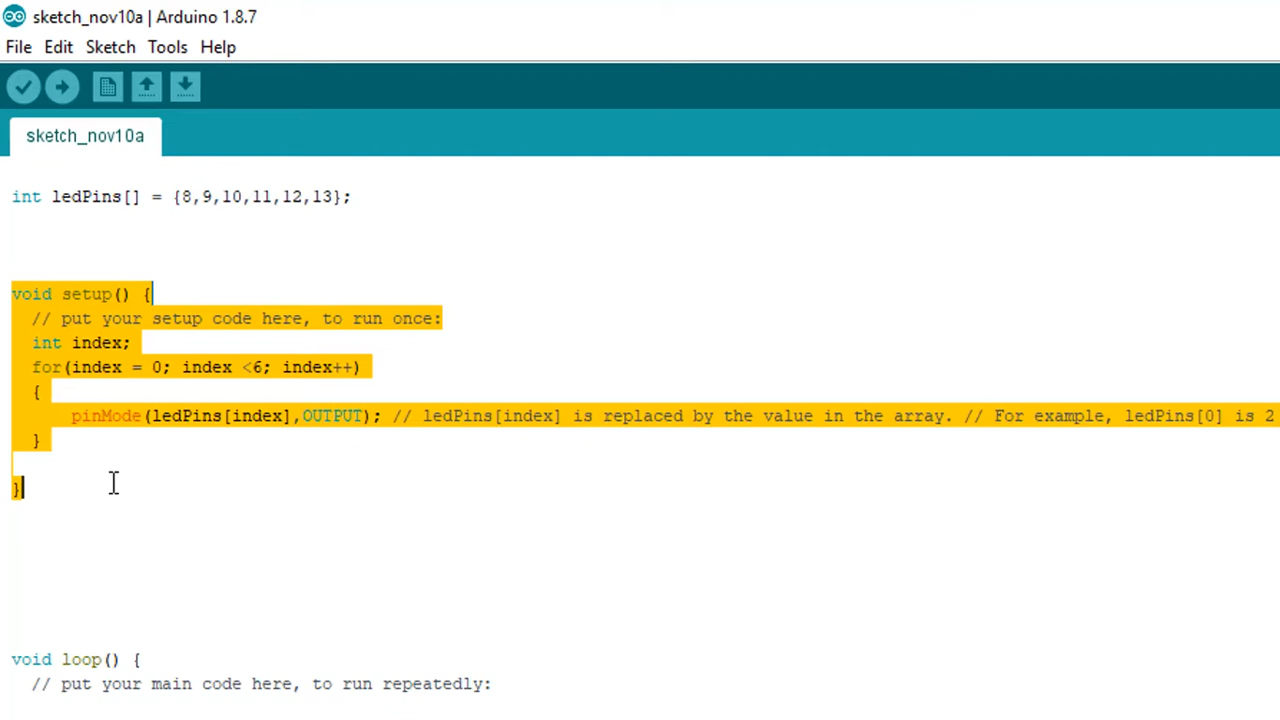 sketch_nov10a | Arduino 1.8.7
File Edit Sketch Tools Help
sketch_nov10a
int ledPins[] = {8,9,10,11,12,13};
void setup() {
// put your setup code here, to run once:
int index;
for(index = 0; index <6; index++)
{
pinMode(ledPins[index],OUTPUT); // ledPins[index] is replaced by the value in the array. // For example, ledPins[0] is 2
}
}
void loop() {
// put your main code here, to run repeatedly: